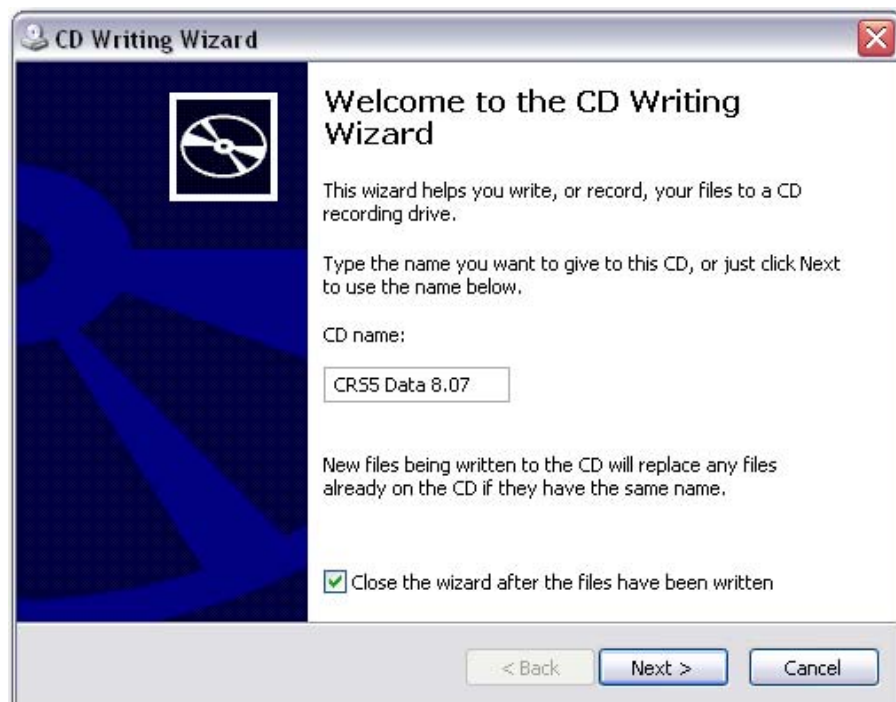 CD Writing Wizard
Welcome to the CD Writing
Wizard
This wizard helps you write, or record, your files to a CD
recording drive.
Type the name you want to give to this CD, or just click Next
to use the name below.
CD name:
CRS5 Data 8.07
New files being written to the CD will replace any files
already on the CD if they have the same name.
Close the wizard after the files have been written
< Back
Next >
Cancel